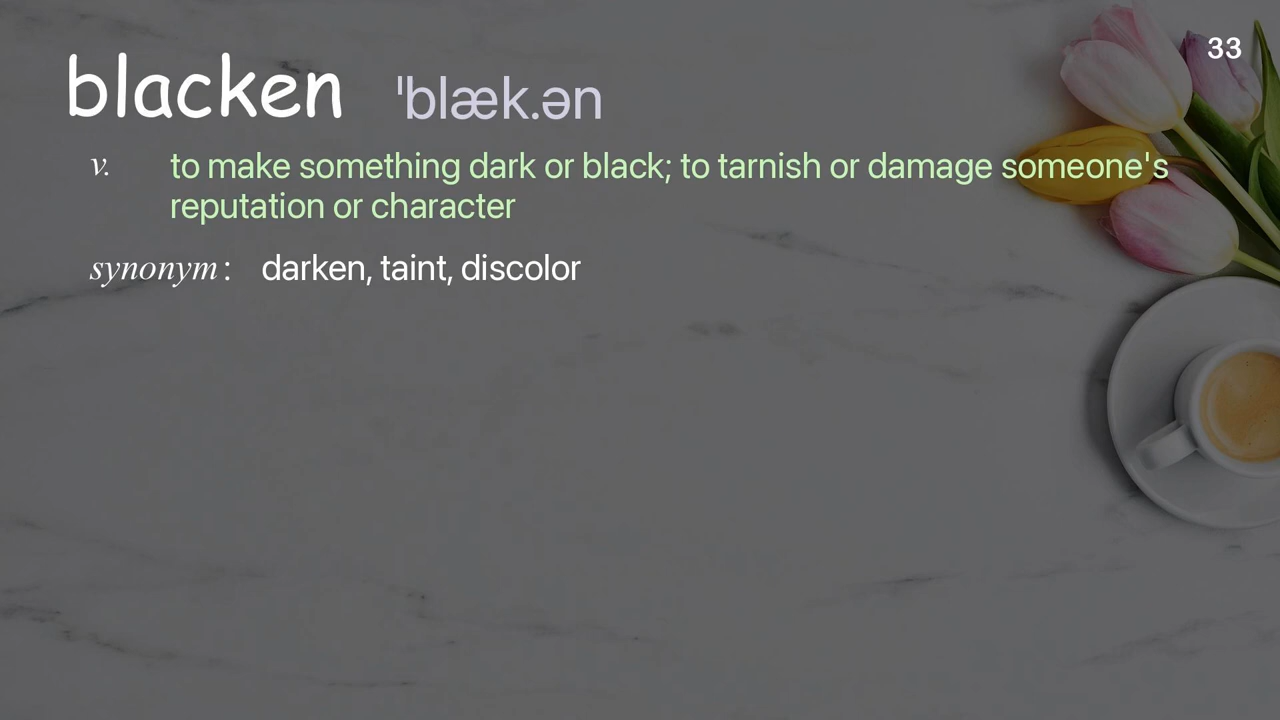 33
blacken ˈblæk.ən
v. to make something dark or black; to tarnish or damage someone's
reputation or character
synonym: darken, taint, discolor